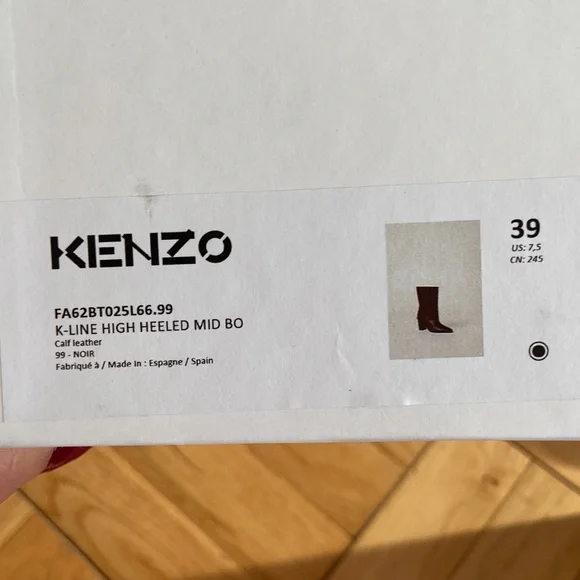 KENZO
FA62BT025L66.99
K-LINE HIGH HEELED MID BO
Calf leather
99 - NOIR
Fabriqué à / Made In : Espagne / Spain
39
US: 7,5
CN: 245